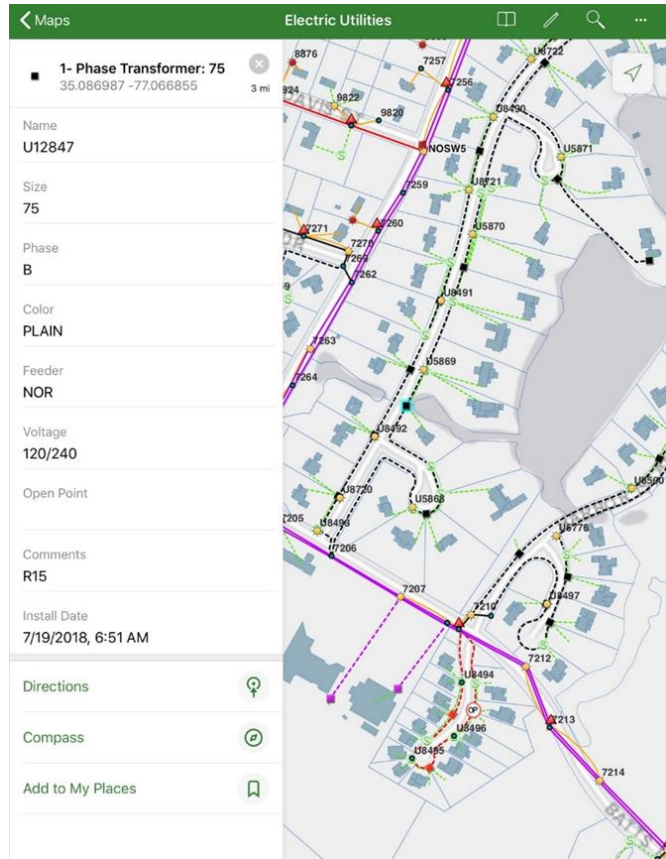 Maps
Electric Utilities
1- Phase Transformer: 75
35.086987 -77.066855
3 mi
Name
U12847
Size
75
Phase
B
Color
PLAIN
Feeder
NOR
Voltage
120/240
Open Point
Comments
R15
Install Date
7/19/2018, 6:51 AM
Directions
Compass
Add to My Places
U8722
8876
7257
7256
9822
9820
U8490
DAVIS
NOSW5
U5871
7259
U8721
7271
7260
U5870
7270
7269
7262
U8491
7263
U5869
7264
U8492
U8720
U5868
7205
U8493
U8776
7206
7207
7210
U8497
7212
U8494
OP
7213
U8496
U8495
7214
BATTS